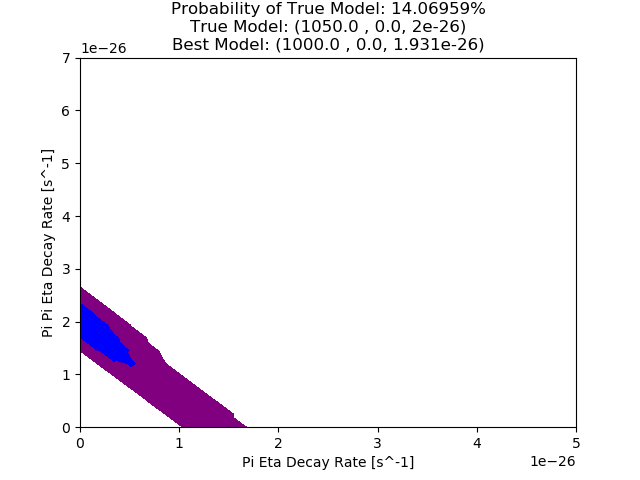 Probability of True Model: 14.06959%
True Model: (1050.0 , 0.0, 2e-26)
Best Model: (1000.0 , 0.0, 1.931e-26)
1e−26
7
6
5
4
3
2
1
0
Pi Pi Eta Decay Rate [s^-1]
0 1 2 3 4 5
Pi Eta Decay Rate [s^-1]
1e−26